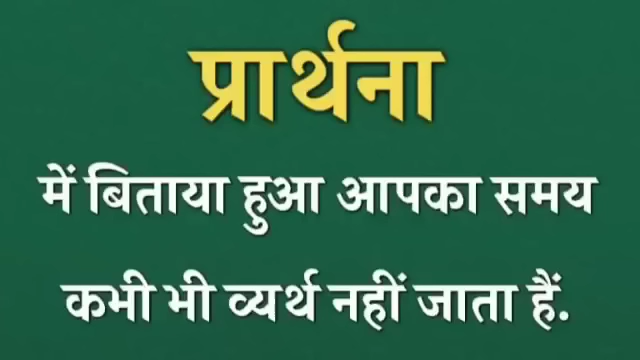 प्रार्थना
में बिताया हुआ आपका समय
कभी भी व्यर्थ नहीं जाता हैं.